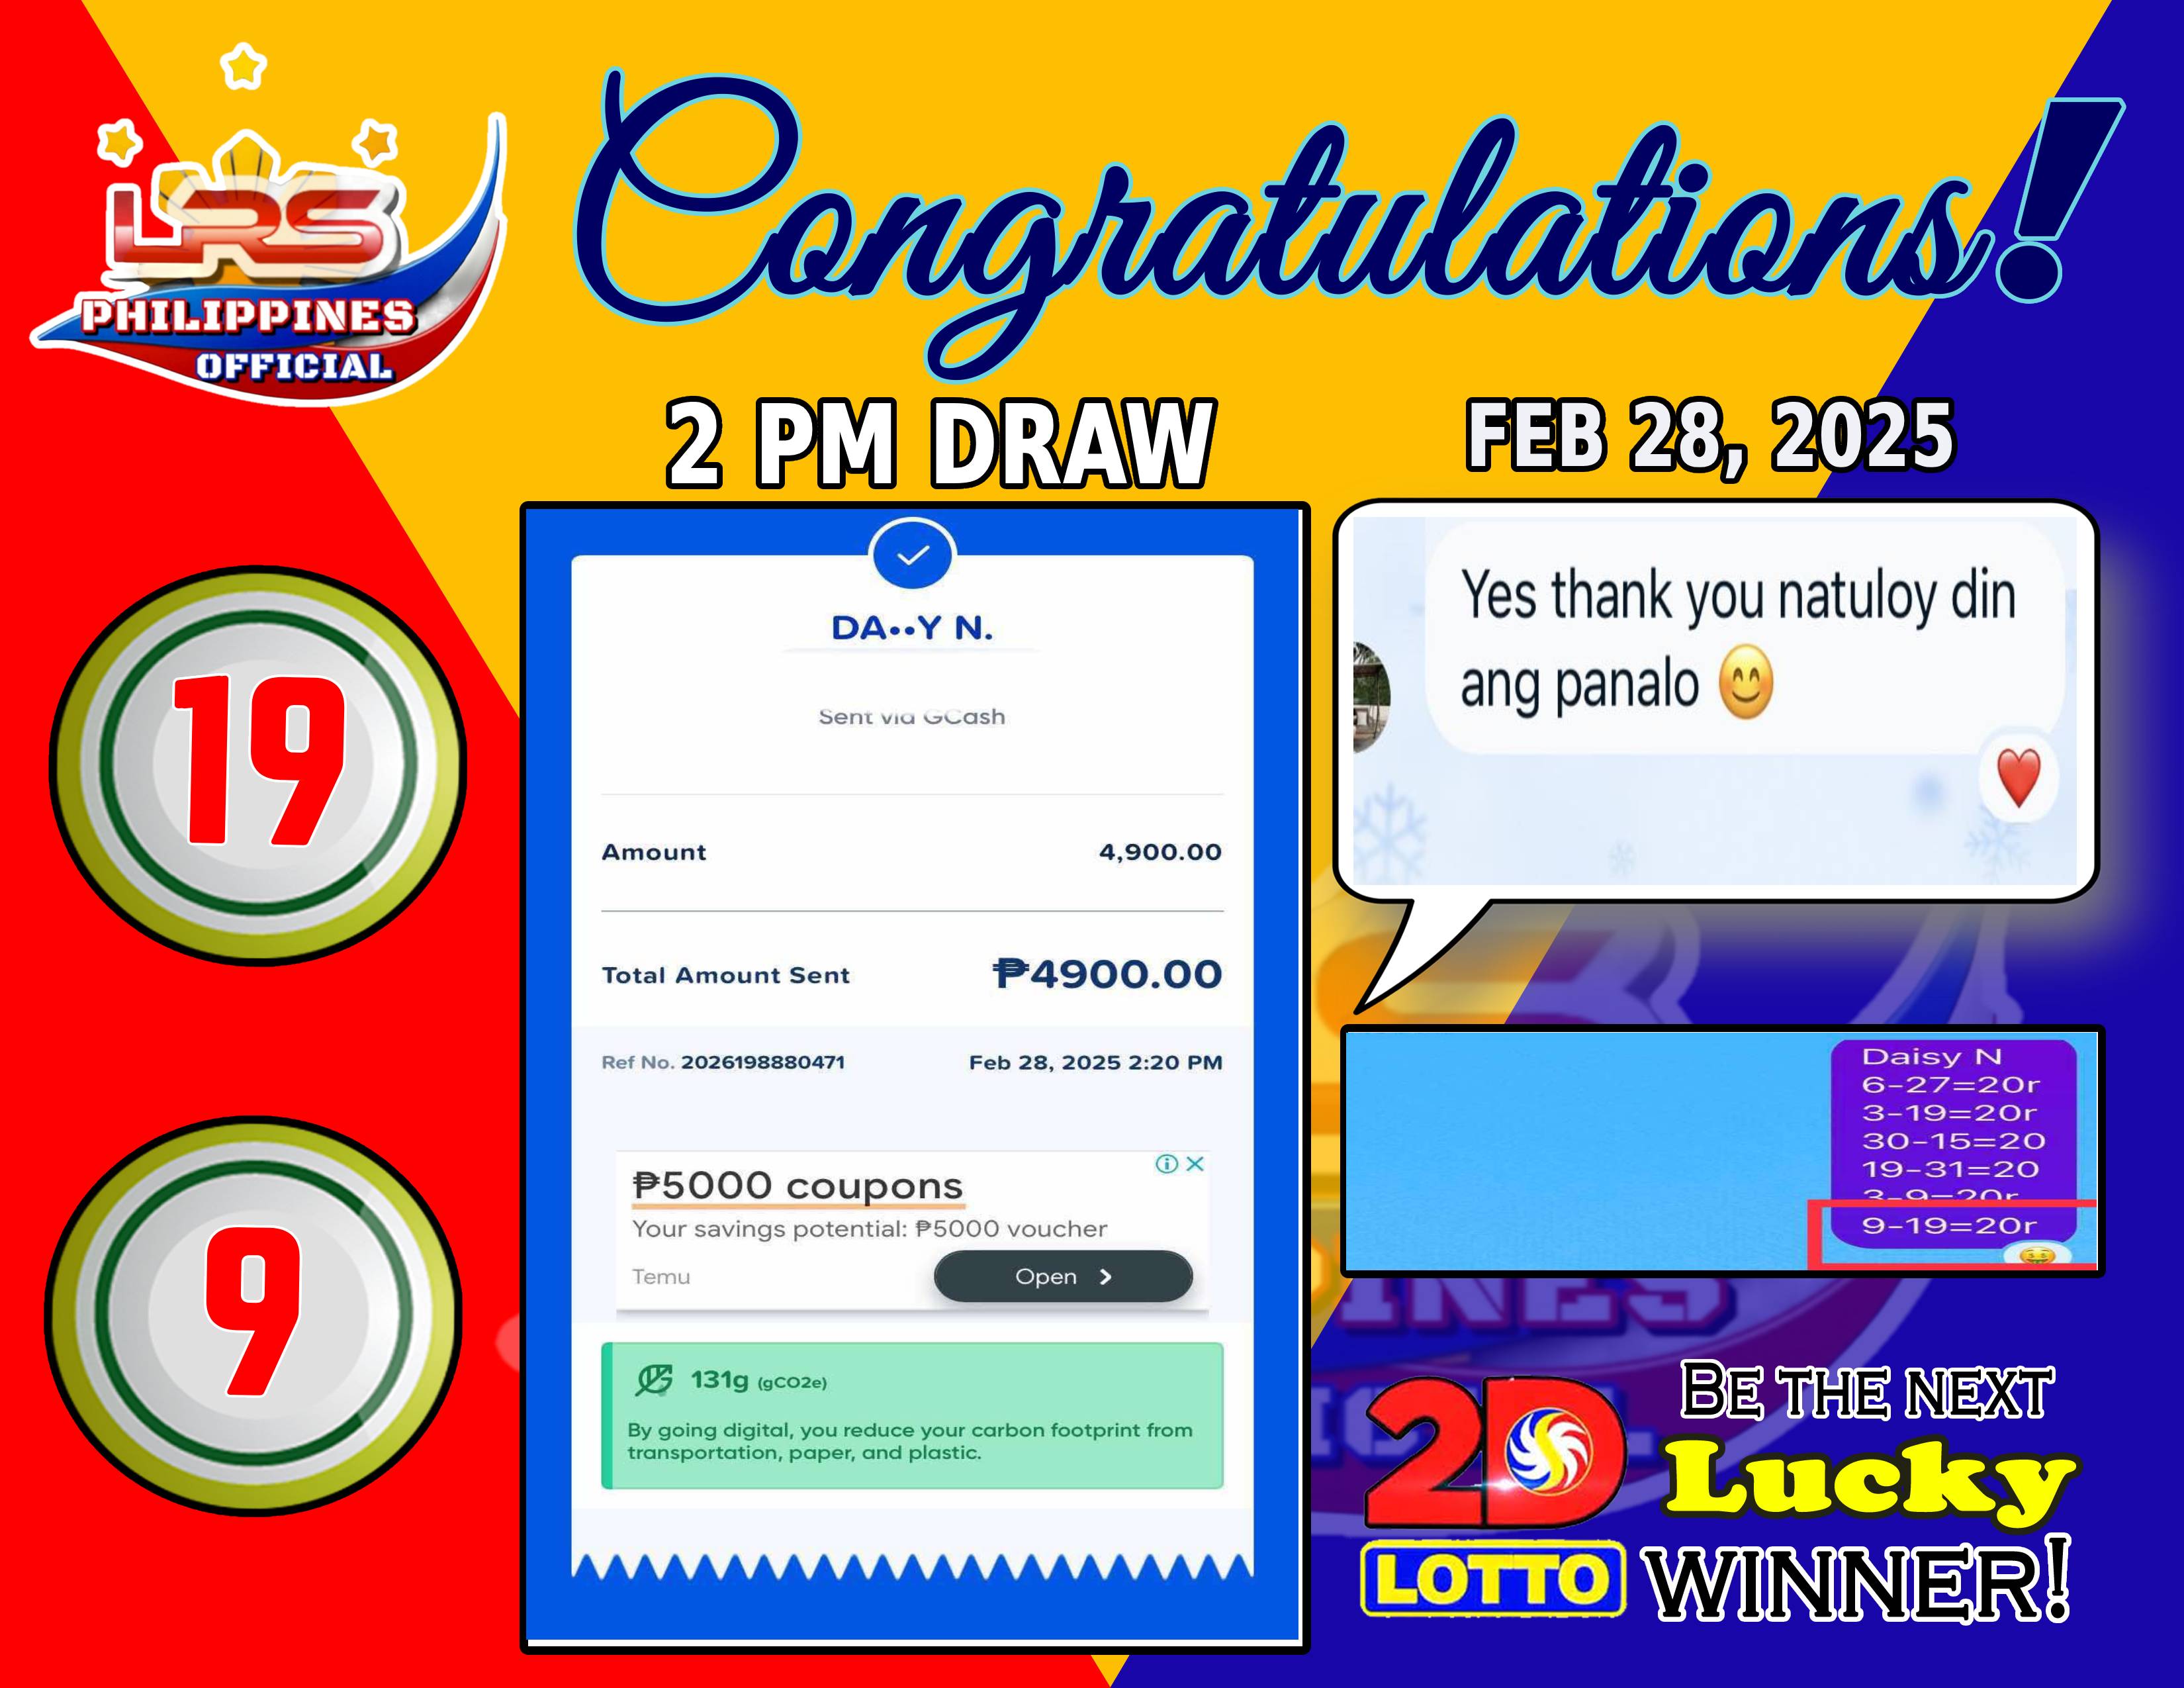 LRS
PHILIPPINES
OFFICIAL
Congratulations!
2 PM DRAW
FEB 28, 2025
19
9
DA••Y N.
Sent via GCash
Amount 4,900.00
Total Amount Sent ₱4900.00
Ref No. 2026198880471 Feb 28, 2025 2:20 PM
₱5000 coupons
Your savings potential: ₱5000 voucher
Temu Open
131g (gCO2e)
By going digital, you reduce your carbon footprint from
transportation, paper, and plastic.
Yes thank you natuloy din
ang panalo 😊
Daisy N
6-27=20r
3-19=20r
30-15=20
19-31=20
3-9=20r
9-19=20r
2D
LOTTO
BE THE NEXT
Lucky
WINNER!